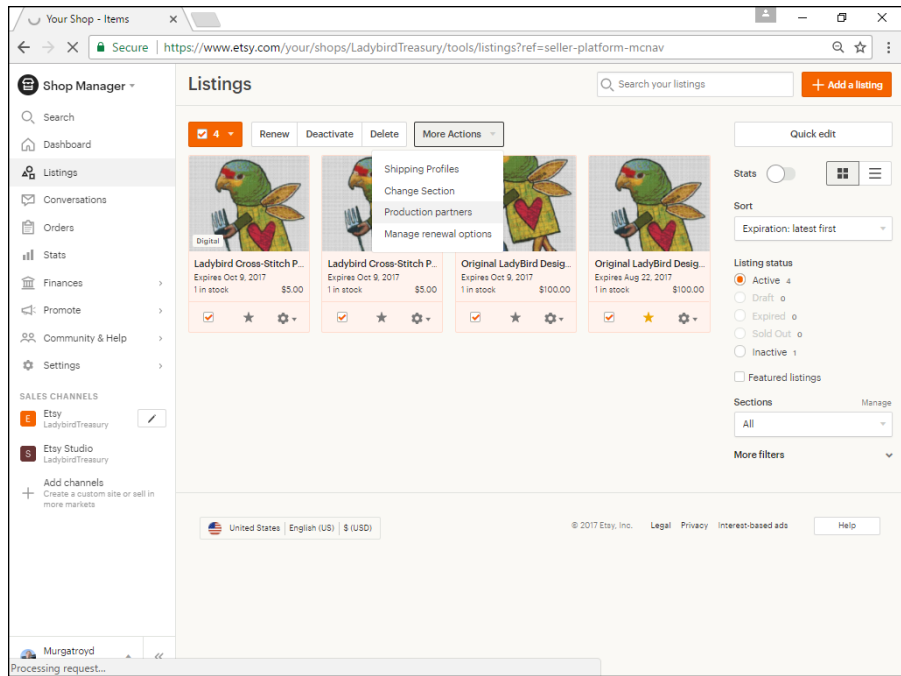 Your Shop - Items
Secure | https://www.etsy.com/your/shops/LadybirdTreasury/tools/listings?ref=seller-platform-mcnav
Shop Manager
Search
Dashboard
Listings
Conversations
Orders
Stats
Finances
Promote
Community & Help
Settings
SALES CHANNELS
E
Etsy
LadybirdTreasury
S
Etsy Studio
LadybirdTreasury
Add channels
Create a custom site or sell in
more markets
Murgatroyd
Processing request...
Listings
Search your listings
Add a listing
4
Renew
Deactivate
Delete
More Actions
Shipping Profiles
Change Section
Production partners
Manage renewal options
Digital
Ladybird Cross-Stitch P...
Expires Oct 9, 2017
1 in stock $5.00
Ladybird Cross-Stitch P...
Expires Oct 9, 2017
1 in stock $5.00
Original LadyBird Desig...
Expires Oct 9, 2017
1 in stock $100.00
Original LadyBird Desig...
Expires Aug 22, 2017
1 in stock $100.00
Quick edit
Stats
Sort
Expiration: latest first
Listing status
Active 4
Draft 0
Expired 0
Sold Out 0
Inactive 1
Featured listings
Sections Manage
All
More filters
United States | English (US) | $ (USD)
© 2017 Etsy, Inc. Legal Privacy Interest-based ads Help